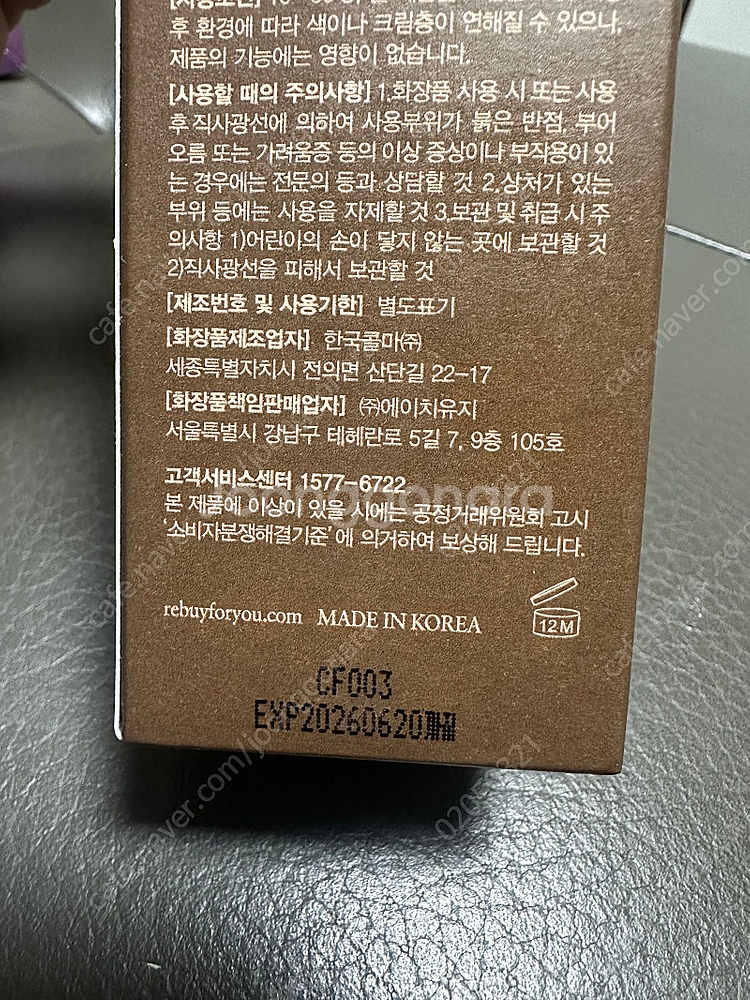 후 환경에 따라 색이나 크림층이 연해질 수 있으나,
제품의 기능에는 영향이 없습니다.
[사용할 때의 주의사항] 1.화장품 사용 시 또는 사용
후 직사광선에 의하여 사용부위가 붉은 반점, 부어
오름 또는 가려움증 등의 이상 증상이나 부작용이 있
는 경우에는 전문의 등과 상담할 것 2.상처가 있는
부위 등에는 사용을 자제할 것 3.보관 및 취급 시 주
의사항 1)어린이의 손이 닿지 않는 곳에 보관할 것
2)직사광선을 피해서 보관할 것
[제조번호 및 사용기한] 별도표기
[화장품제조업자] 한국콜마㈜
세종특별자치시 전의면 산단길 22-17
[화장품책임판매업자] ㈜에이치유지
서울특별시 강남구 테헤란로 5길 7, 9층 105호
고객서비스센터 1577-6722
본 제품에 이상이 있을 시에는 공정거래위원회 고시
'소비자분쟁해결기준'에 의거하여 보상해 드립니다.
rebuyforyou.com MADE IN KOREA
12M
CF003
EXP20260620